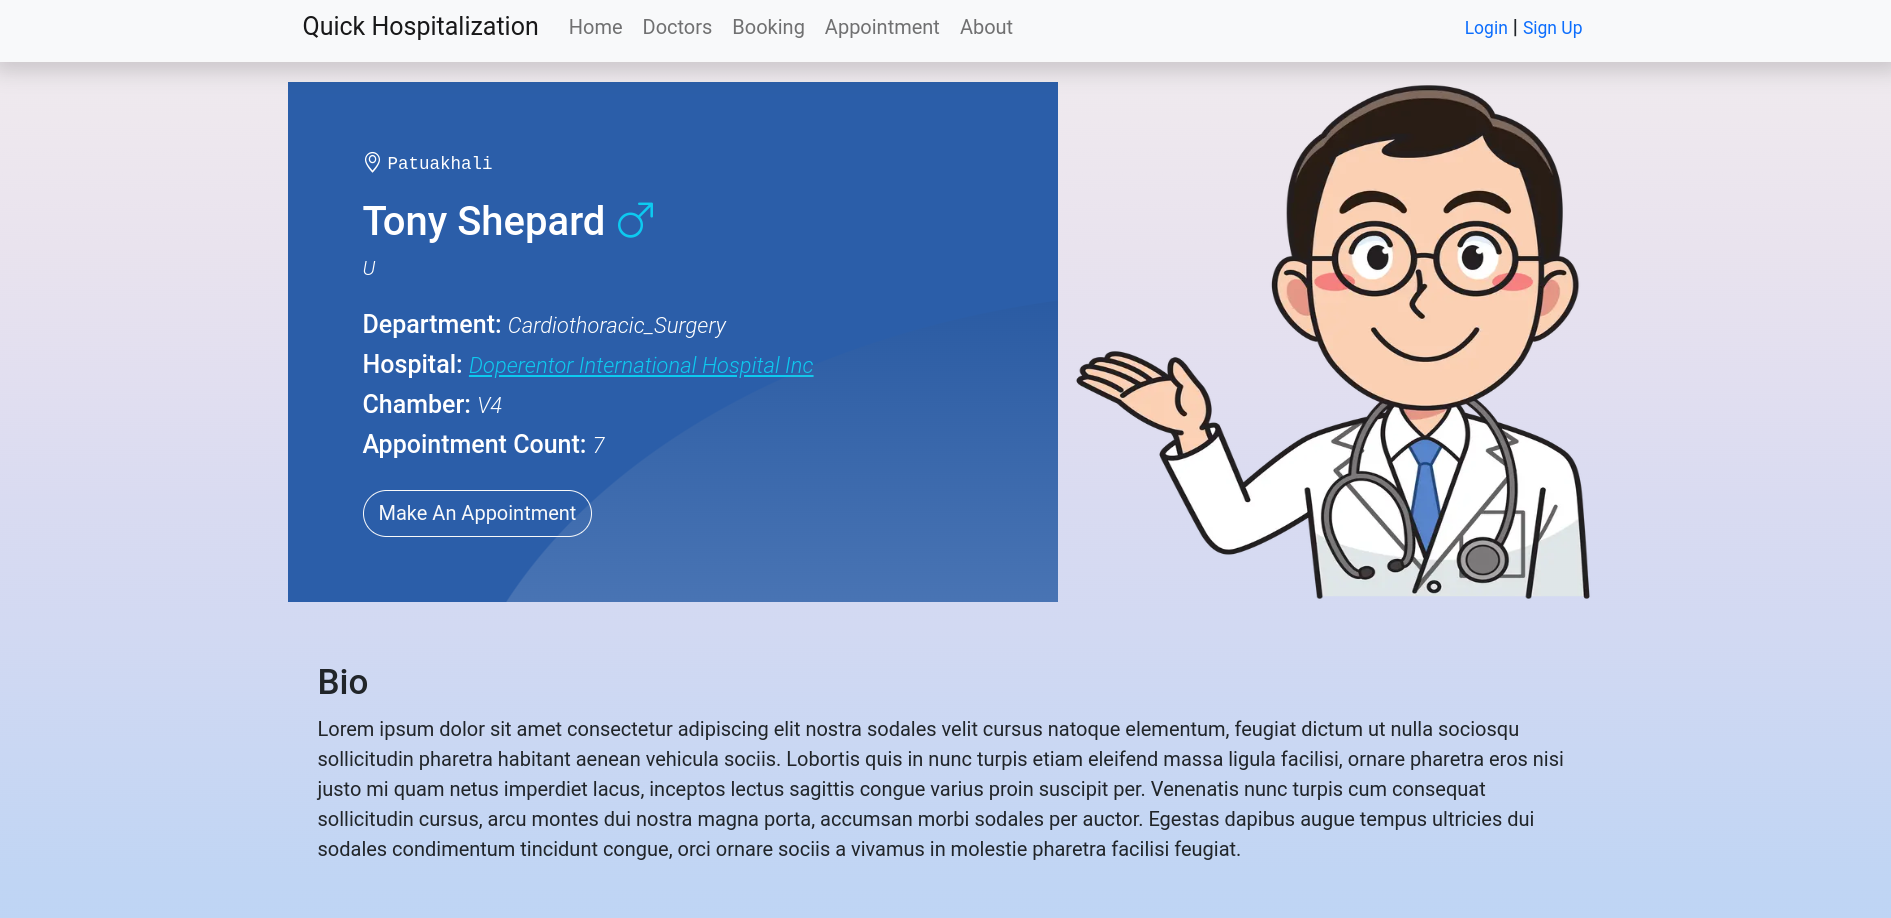 Quick Hospitalization Home Doctors Booking Appointment About Login | Sign Up
Patuakhali
Tony Shepard
U
Department: Cardiothoracic_Surgery
Hospital: Doperentor International Hospital Inc
Chamber: V4
Appointment Count: 7
Make An Appointment
Bio
Lorem ipsum dolor sit amet consectetur adipiscing elit nostra sodales velit cursus natoque elementum, feugiat dictum ut nulla sociosqu
sollicitudin pharetra habitant aenean vehicula sociis. Lobortis quis in nunc turpis etiam eleifend massa ligula facilisi, ornare pharetra eros nisi
justo mi quam netus imperdiet lacus, inceptos lectus sagittis congue varius proin suscipit per. Venenatis nunc turpis cum consequat
sollicitudin cursus, arcu montes dui nostra magna porta, accumsan morbi sodales per auctor. Egestas dapibus augue tempus ultricies dui
sodales condimentum tincidunt congue, orci ornare sociis a vivamus in molestie pharetra facilisi feugiat.